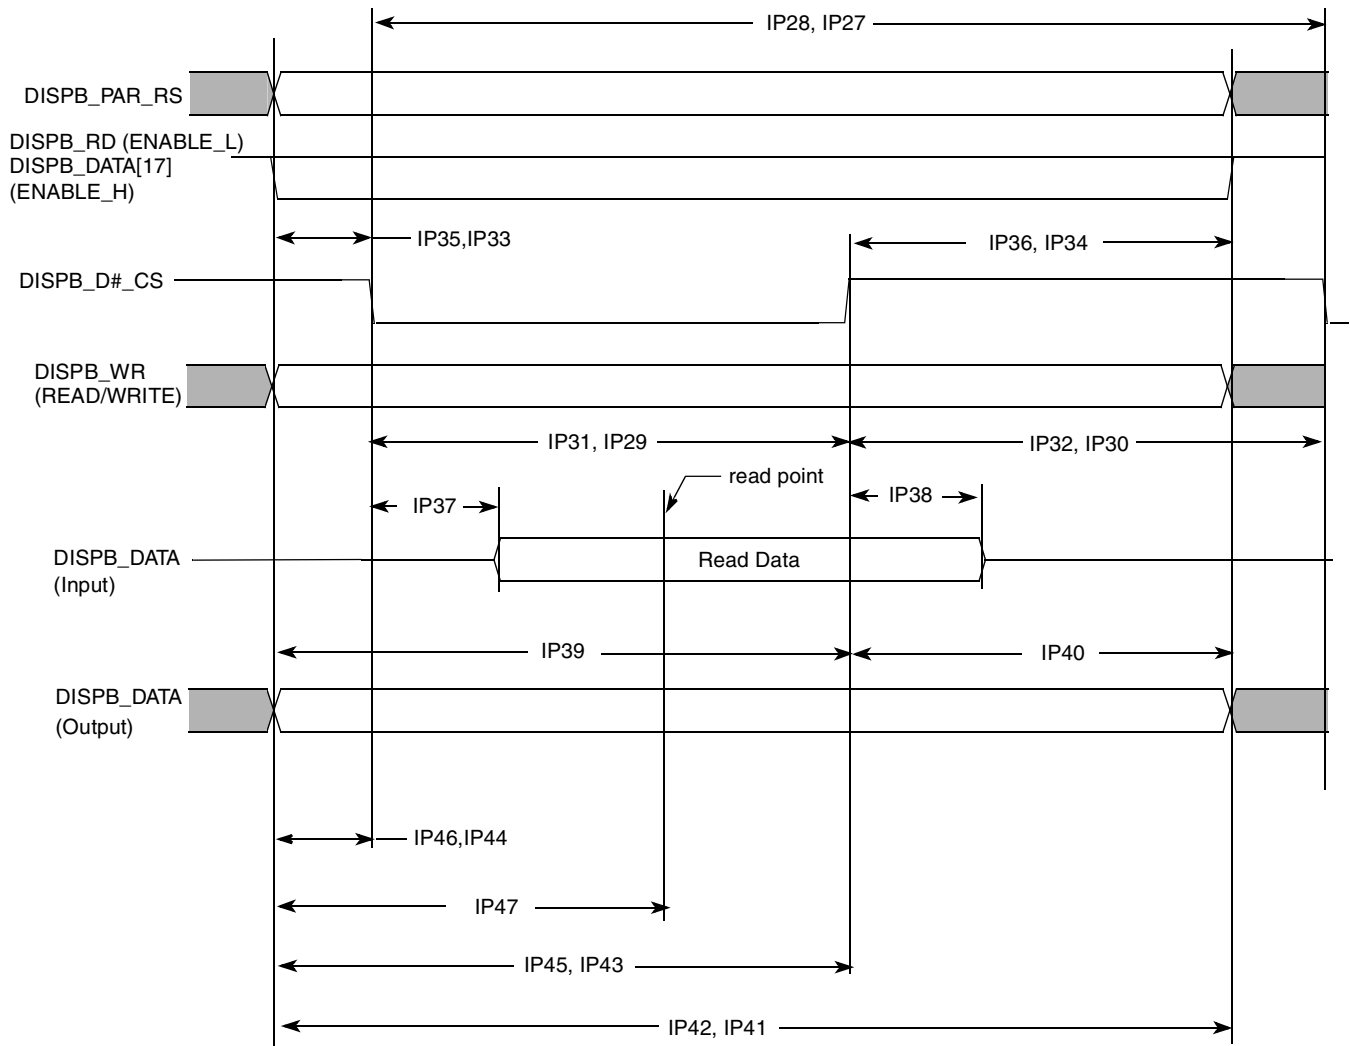 IP28, IP27
DISPB_PAR_RS
DISPB_RD (ENABLE_L)
DISPB_DATA[17]
(ENABLE_H)
IP35,IP33
IP36, IP34
DISPB_D#_CS
DISPB_WR
(READ/WRITE)
IP31, IP29
IP32, IP30
read point
IP37
IP38
DISPB_DATA
(Input)
Read Data
IP39
IP40
DISPB_DATA
(Output)
IP46,IP44
IP47
IP45, IP43
IP42, IP41